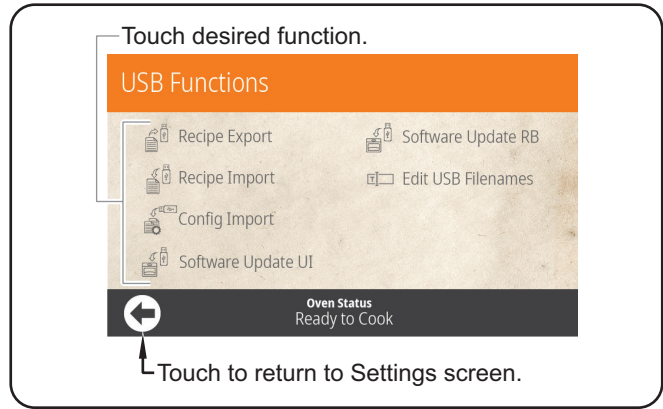 Touch desired function.
USB Functions
Recipe Export
Recipe Import
Config Import
Software Update UI
Software Update RB
Edit USB Filenames
Oven Status
Ready to Cook
Touch to return to Settings screen.